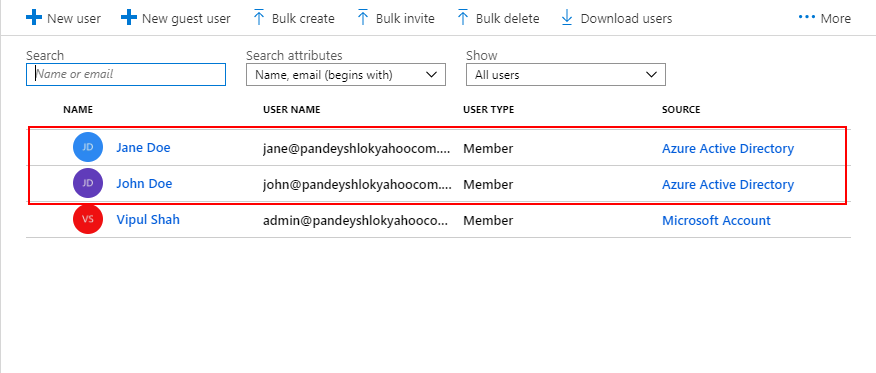 New user New guest user Bulk create Bulk invite Bulk delete Download users ••• More
Search Search attributes Show
Name or email Name, email (begins with) All users
NAME USER NAME USER TYPE SOURCE
JD Jane Doe jane@pandeyshlokyahoocom.... Member Azure Active Directory
JD John Doe john@pandeyshlokyahoocom.... Member Azure Active Directory
VS Vipul Shah admin@pandeyshlokyahooco... Member Microsoft Account